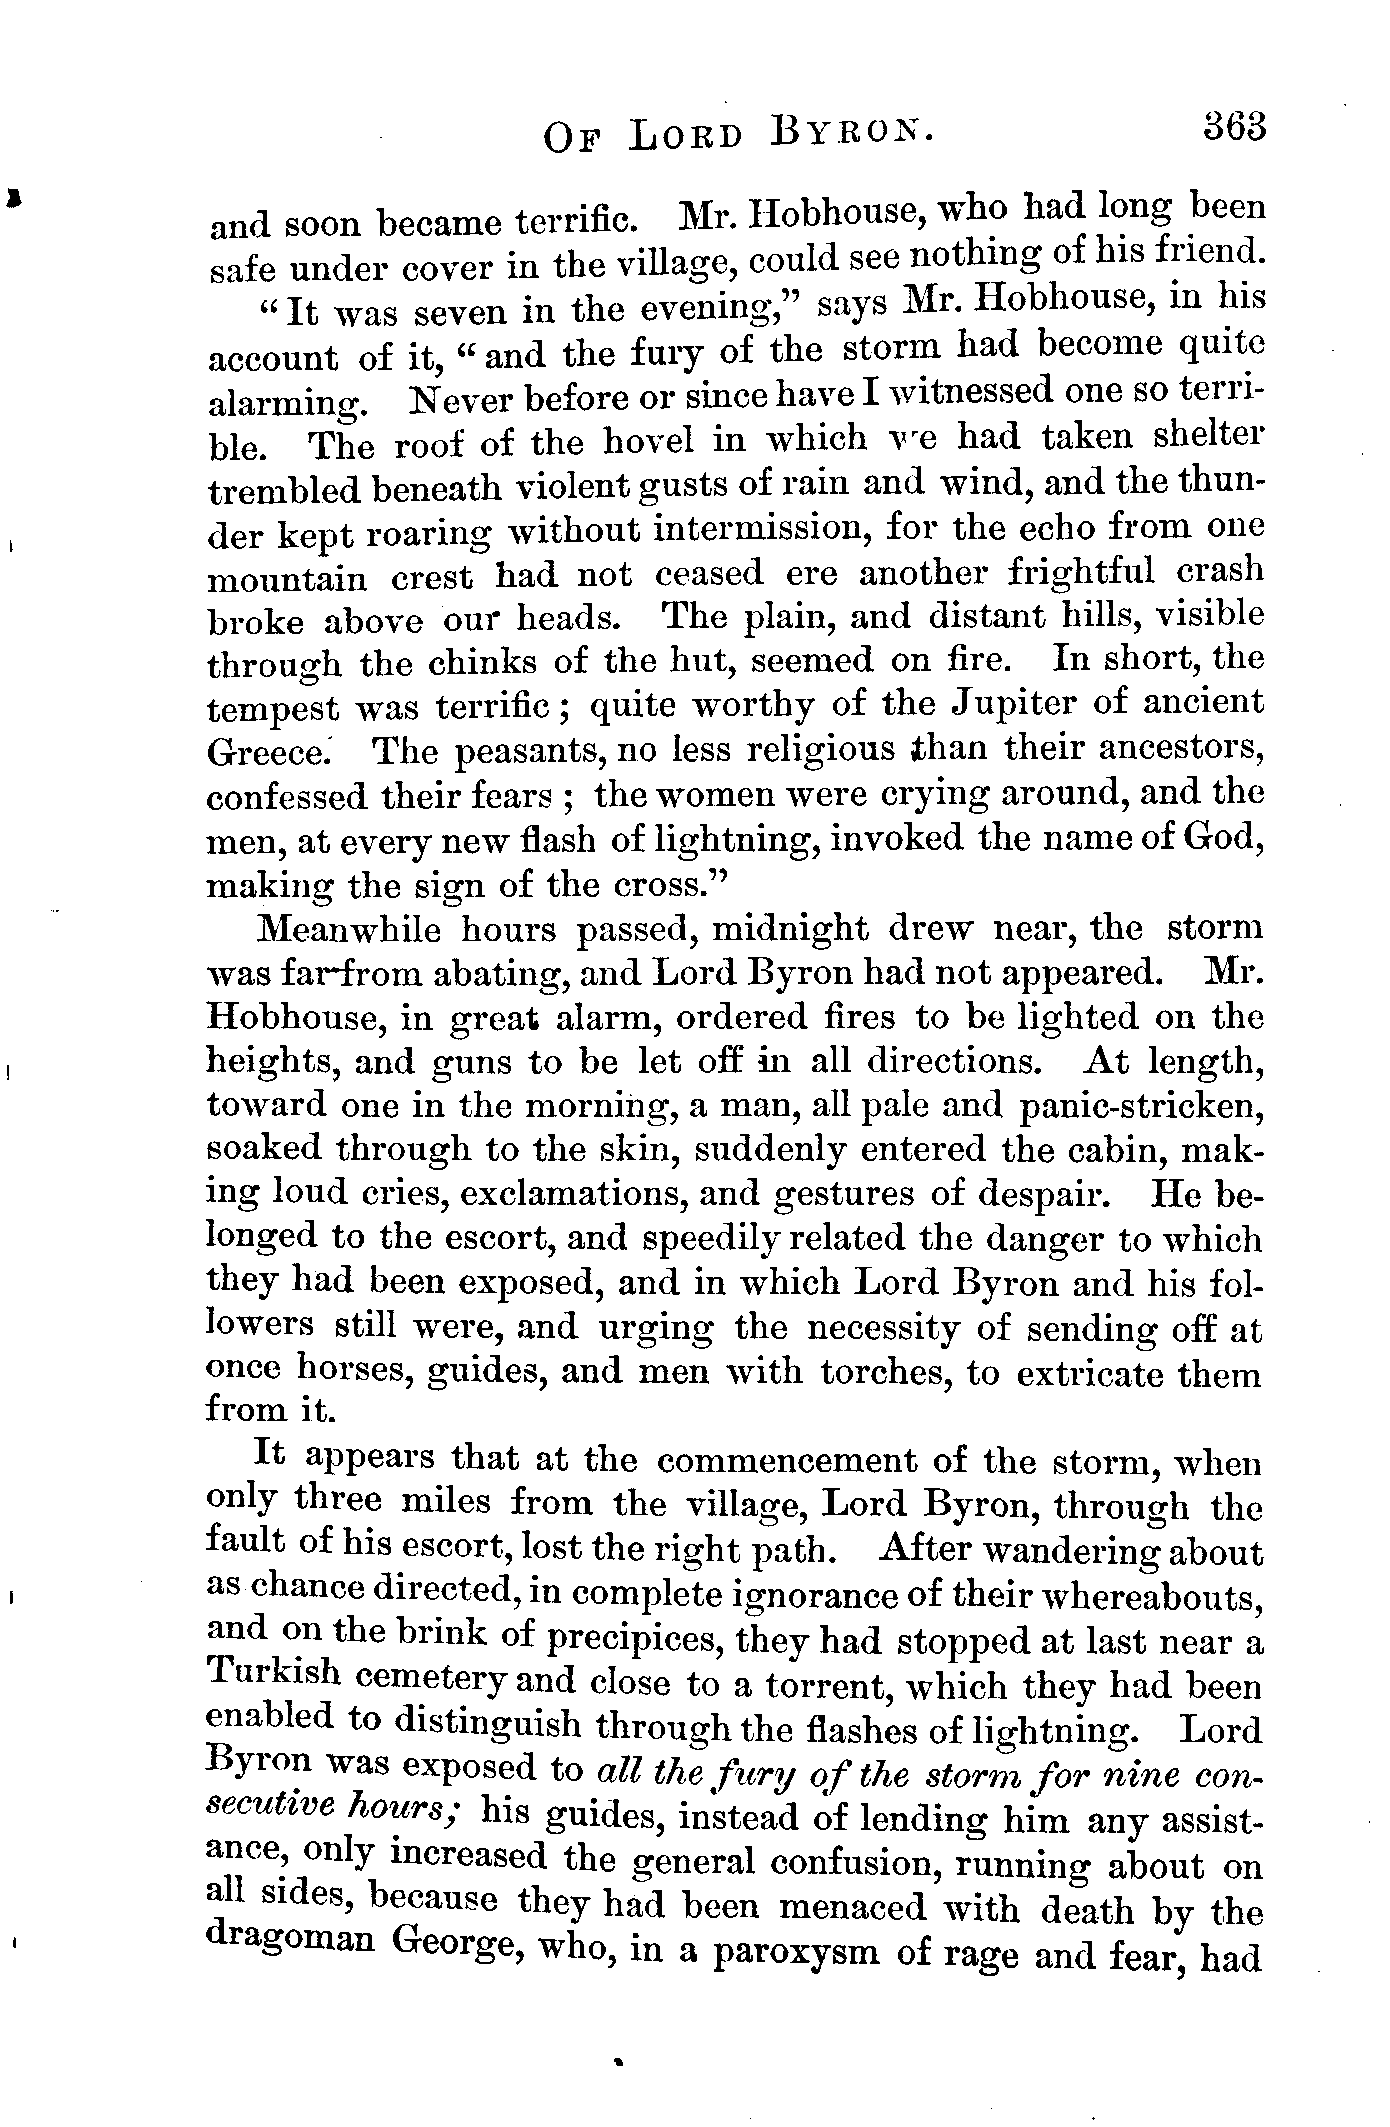 OF LORD BYRON. 363
and soon became terrific. Mr. Hobhouse, who had long been
safe under cover in the village, could see nothing of his friend.
"It was seven in the evening," says Mr. Hobhouse, in his
account of it, "and the fury of the storm had become quite
alarming. Never before or since have I witnessed one so terri-
ble. The roof of the hovel in which we had taken shelter
trembled beneath violent gusts of rain and wind, and the thun-
der kept roaring without intermission, for the echo from one
mountain crest had not ceased ere another frightful crash
broke above our heads. The plain, and distant hills, visible
through the chinks of the hut, seemed on fire. In short, the
tempest was terrific; quite worthy of the Jupiter of ancient
Greece. The peasants, no less religious than their ancestors,
confessed their fears; the women were crying around, and the
men, at every new flash of lightning, invoked the name of God,
making the sign of the cross."
Meanwhile hours passed, midnight drew near, the storm
was far from abating, and Lord Byron had not appeared. Mr.
Hobhouse, in great alarm, ordered fires to be lighted on the
heights, and guns to be let off in all directions. At length,
toward one in the morning, a man, all pale and panic-stricken,
soaked through to the skin, suddenly entered the cabin, mak-
ing loud cries, exclamations, and gestures of despair. He be-
longed to the escort, and speedily related the danger to which
they had been exposed, and in which Lord Byron and his fol-
lowers still were, and urging the necessity of sending off at
once horses, guides, and men with torches, to extricate them
from it.
It appears that at the commencement of the storm, when
only three miles from the village, Lord Byron, through the
fault of his escort, lost the right path. After wandering about
as chance directed, in complete ignorance of their whereabouts,
and on the brink of precipices, they had stopped at last near a
Turkish cemetery and close to a torrent, which they had been
enabled to distinguish through the flashes of lightning. Lord
Byron was exposed to all the fury of the storm for nine con-
secutive hours; his guides, instead of lending him any assist-
ance, only increased the general confusion, running about on
all sides, because they had been menaced with death by the
dragoman George, who, in a paroxysm of rage and fear, had